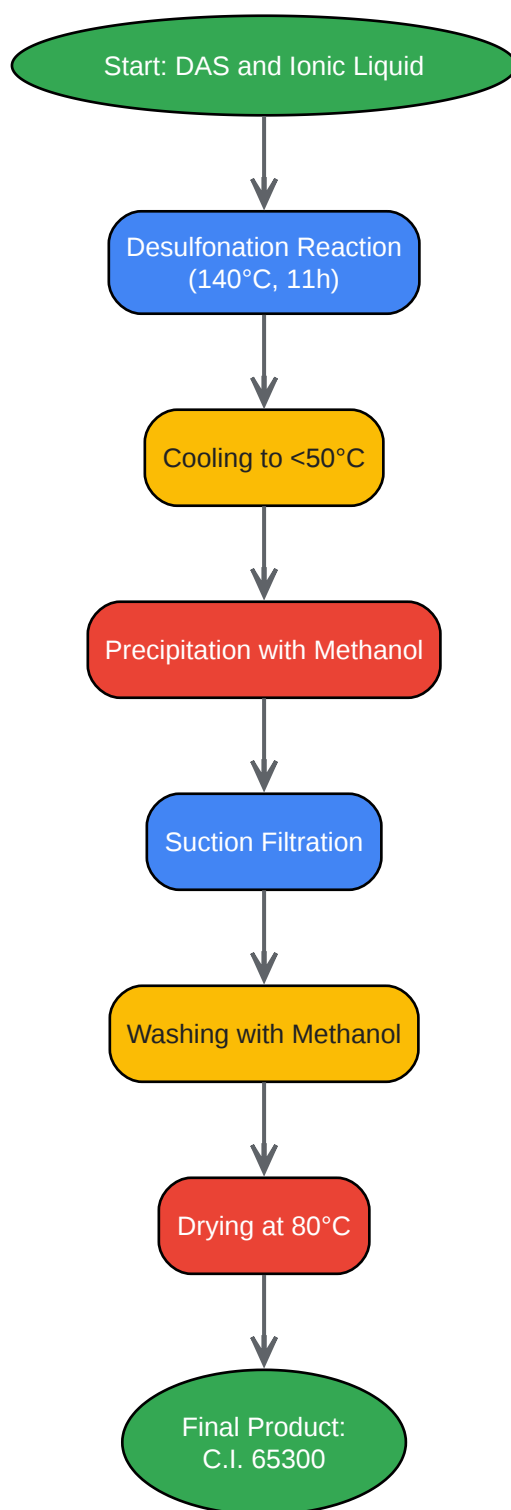 Start: DAS and Ionic Liquid
Desulfonation Reaction
(140°C, 11h)
Cooling to <50°C
Precipitation with Methanol
Suction Filtration
Washing with Methanol
Drying at 80°C
Final Product:
C.I. 65300